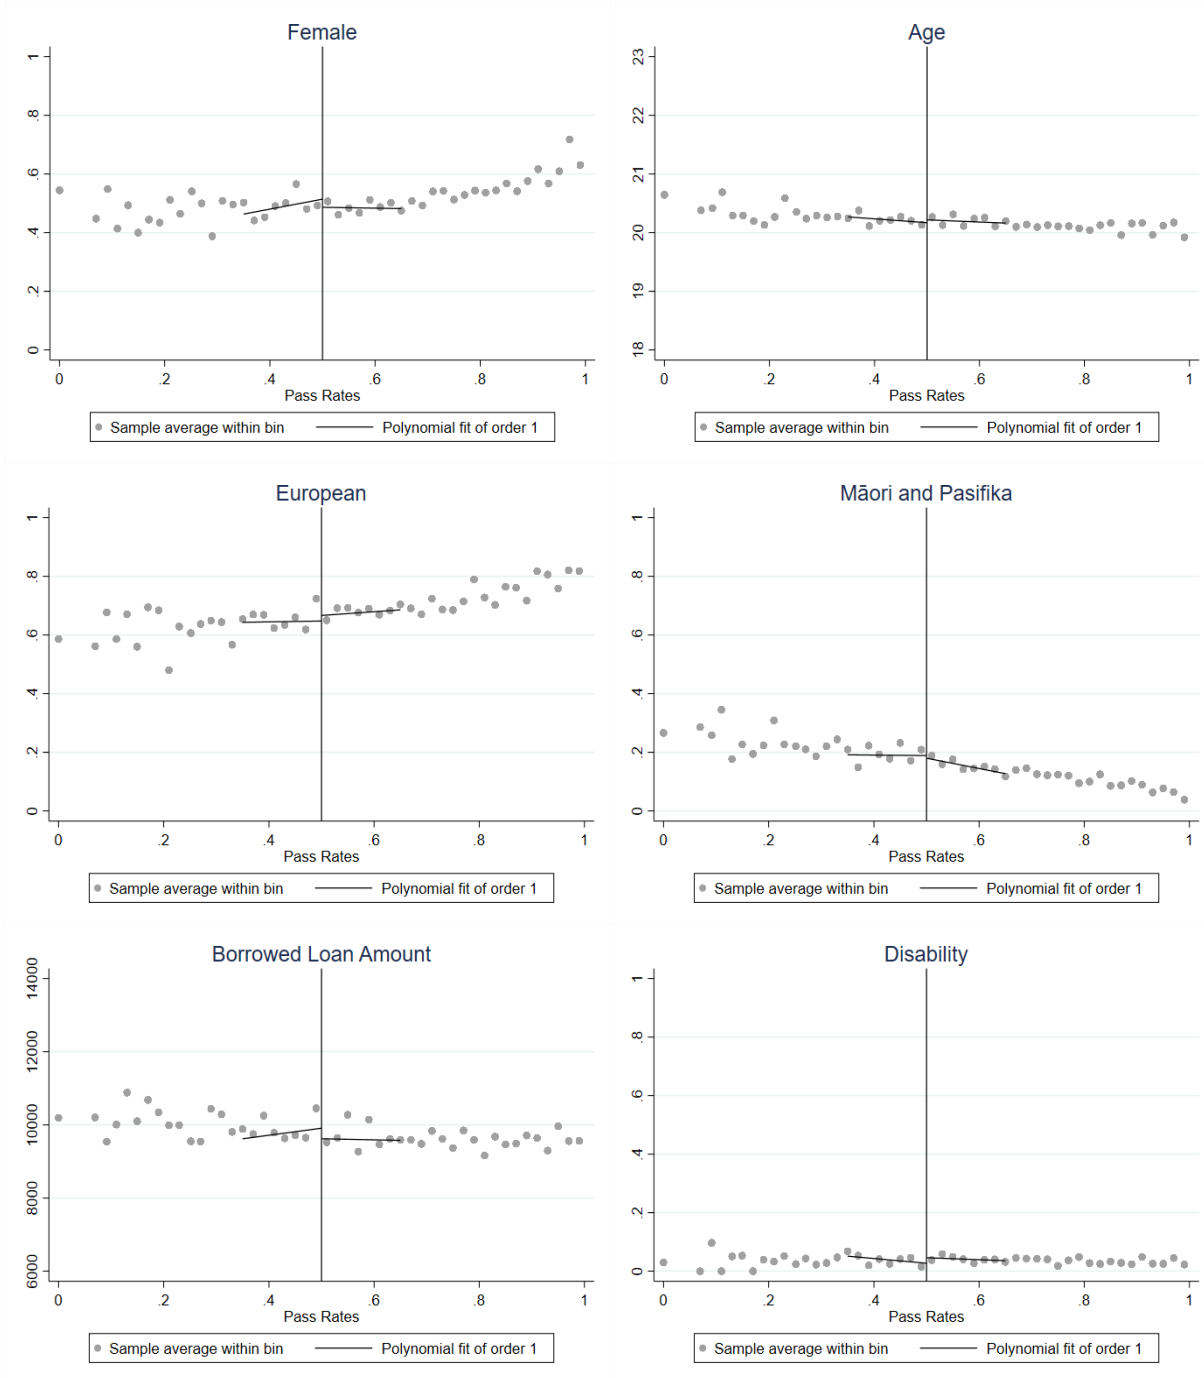 Female
1
.8
.6
.4
.2
0
0 .2 .4 .6 .8 1
Pass Rates
Sample average within bin Polynomial fit of order 1
Age
23
22
21
20
19
18
0 .2 .4 .6 .8 1
Pass Rates
Sample average within bin Polynomial fit of order 1
European
1
.8
.6
.4
.2
0
0 .2 .4 .6 .8 1
Pass Rates
Sample average within bin Polynomial fit of order 1
Māori and Pasifika
1
.8
.6
.4
.2
0
0 .2 .4 .6 .8 1
Pass Rates
Sample average within bin Polynomial fit of order 1
Borrowed Loan Amount
14000
12000
10000
8000
6000
0 .2 .4 .6 .8 1
Pass Rates
Sample average within bin Polynomial fit of order 1
Disability
1
.8
.6
.4
.2
0
0 .2 .4 .6 .8 1
Pass Rates
Sample average within bin Polynomial fit of order 1